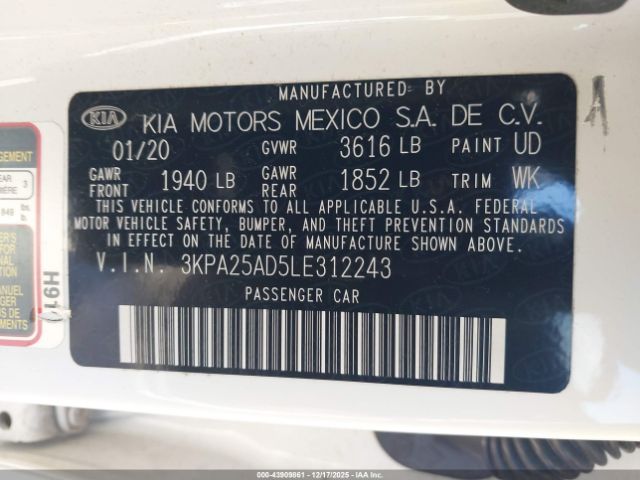 MANUFACTURED BY
KIA KIA MOTORS MEXICO S.A. DE C.V.
01/20 GVWR 3616 LB PAINT UD
GAWR FRONT 1940 LB GAWR REAR 1852 LB TRIM WK
THIS VEHICLE CONFORMS TO ALL APPLICABLE U.S.A. FEDERAL
MOTOR VEHICLE SAFETY, BUMPER, AND THEFT PREVENTION STANDARDS
IN EFFECT ON THE DATE OF MANUFACTURE SHOWN ABOVE.
V.I.N. 3KPA25AD5LE312243
PASSENGER CAR
H91
000-43909861 - 12/17/2025 - IAA, LLC.